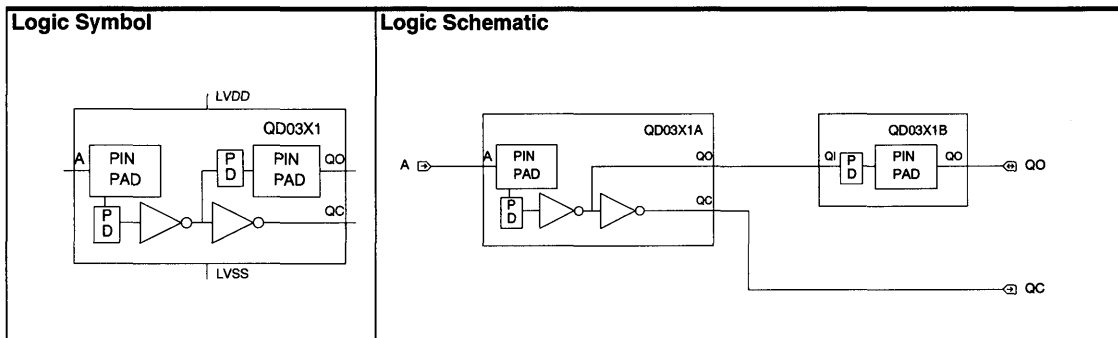 Logic Symbol
LVDD
QD03X1
A
PIN
PAD
P
D
PIN
PAD
QO
P
D
QC
LVSS
Logic Schematic
QD03X1A
A
A
PIN
PAD
QO
P
D
QC
QD03X1B
QI
P
D
PIN
PAD
QO
QO
QC